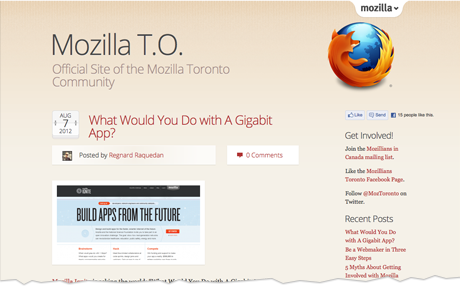 mozilla
Mozilla T.O.
Official Site of the Mozilla Toronto
Community
AUG
7
2012
What Would You Do with A Gigabit
App?
Posted by Regnard Raquedan
0 Comments
mozilla
BUILD APPS FROM THE FUTURE
Like Send 15 people like this.
Get Involved!
Join the Mozillians in
Canada mailing list.
Like the Mozillians
Toronto Facebook Page.
Follow @MozToronto on
Twitter.
Recent Posts
What Would You Do
with A Gigabit App?
Be a Webmaker in Three
Easy Steps
5 Myths About Getting
Involved with Mozilla